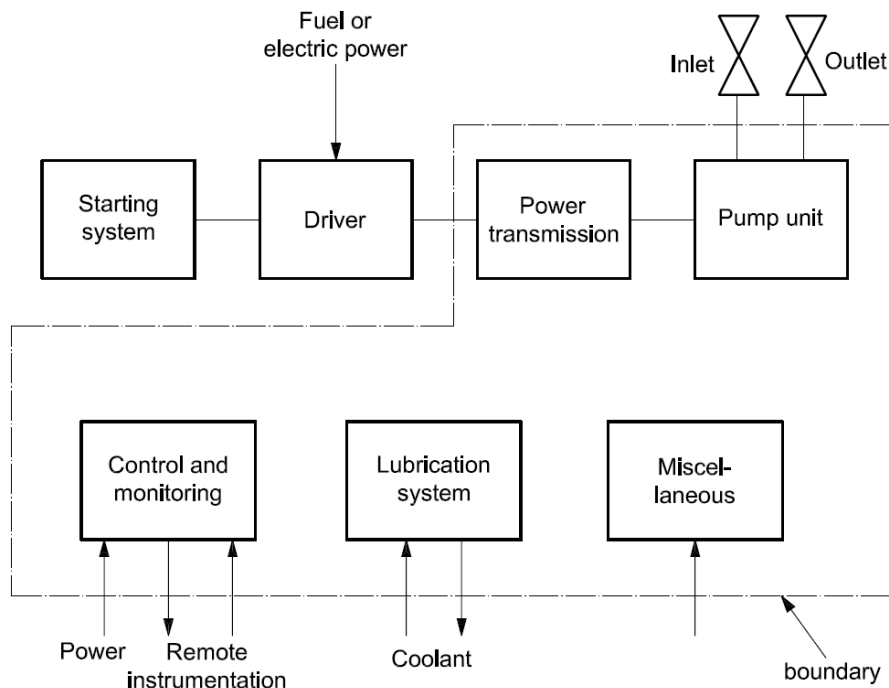 Fuel or
electric power
Inlet
Outlet
Starting
system
Driver
Power
transmission
Pump unit
Control and
monitoring
Lubrication
system
Miscel-
laneous
Power
Remote
instrumentation
Coolant
boundary